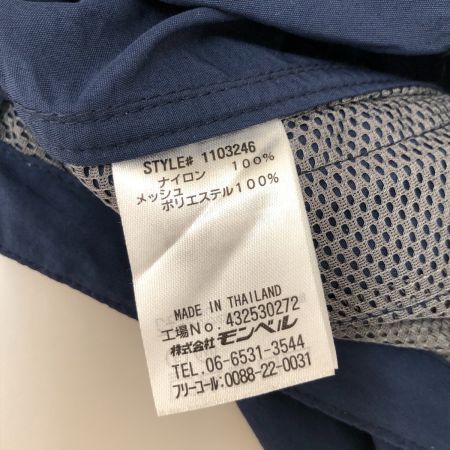 STYLE# 1103246
ナイロン 100%
メッシュ
ポリエステル100%
MADE IN THAILAND
工場No.432530272
株式会社モンベル
TEL.06-6531-3544
フリーコール:0088-22-0031